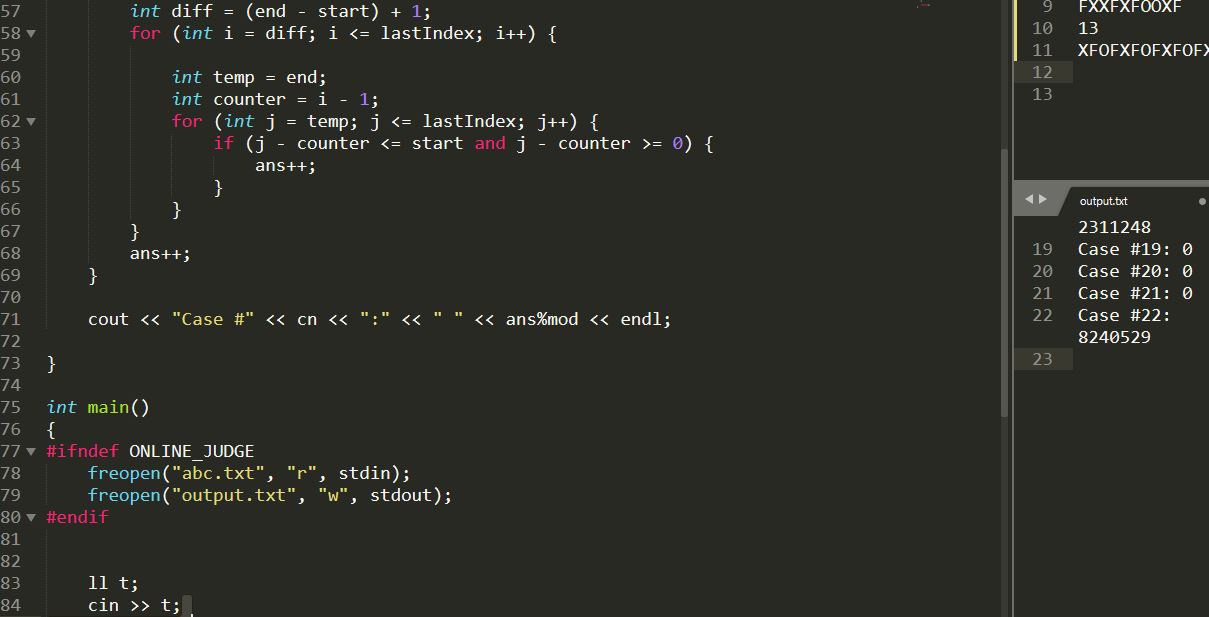 57 int diff = (end - start) + 1;
58 for (int i = diff; i <= lastIndex; i++) {
59
60 int temp = end;
61 int counter = i - 1;
62 for (int j = temp; j <= lastIndex; j++) {
63 if (j - counter <= start and j - counter >= 0) {
64 ans++;
65 }
66 }
67 }
68 ans++;
69 }
70
71 cout << "Case #" << cn << ":" << " " << ans%mod << endl;
72
73 }
74
75 int main()
76 {
77 #ifndef ONLINE_JUDGE
78 freopen("abc.txt", "r", stdin);
79 freopen("output.txt", "w", stdout);
80 #endif
81
82
83 ll t;
84 cin >> t;
9 FXXFXFOOXF
10 13
11 XFOFXFOFXFOFX
12
13
output.txt
2311248
19 Case #19: 0
20 Case #20: 0
21 Case #21: 0
22 Case #22:
8240529
23